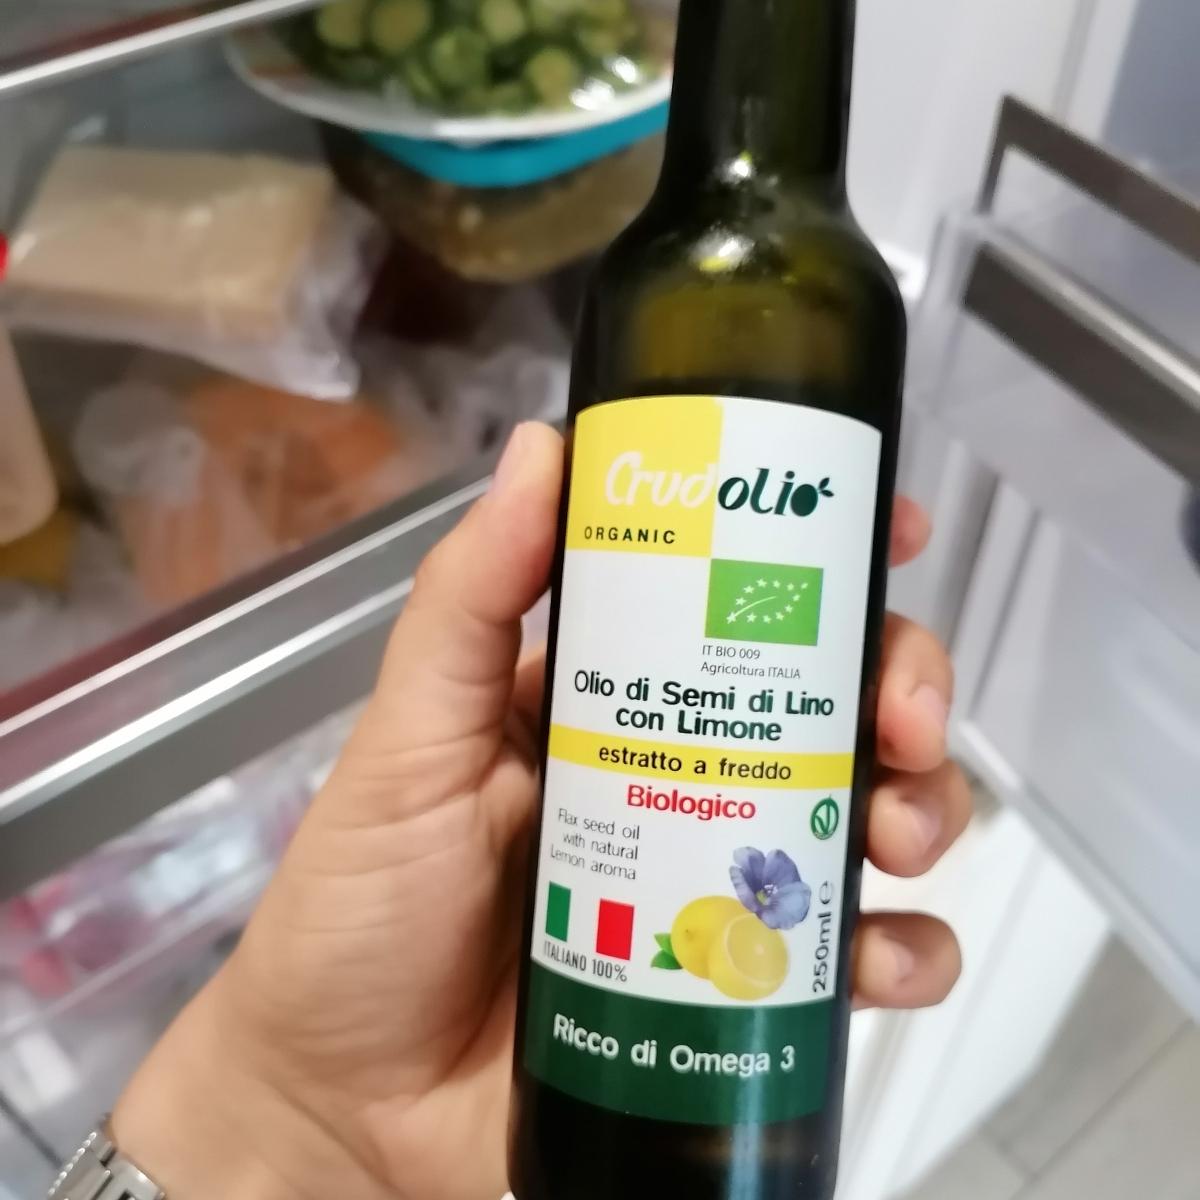 Crudolio
ORGANIC
IT BIO 009
Agricoltura ITALIA
Olio di Semi di Lino
con Limone
estratto a freddo
Biologico
Flax seed oil
with natural
Lemon aroma
ITALIANO 100%
250ml e
Ricco di Omega 3